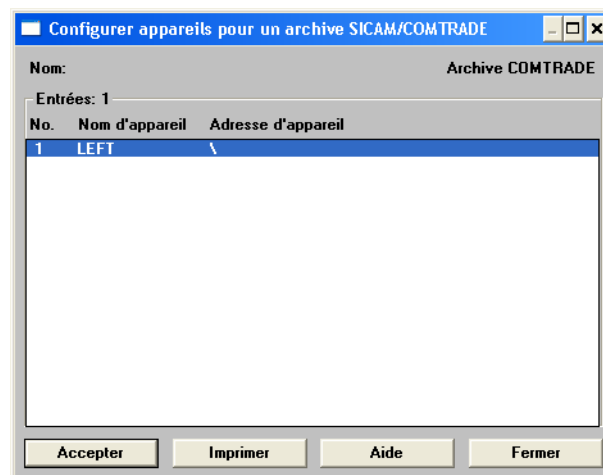 Configurer appareils pour un archive SICAM/COMTRADE
Nom: Archive COMTRADE
Entrées: 1
No. Nom d'appareil Adresse d'appareil
1 LEFT \
Accepter Imprimer Aide Fermer